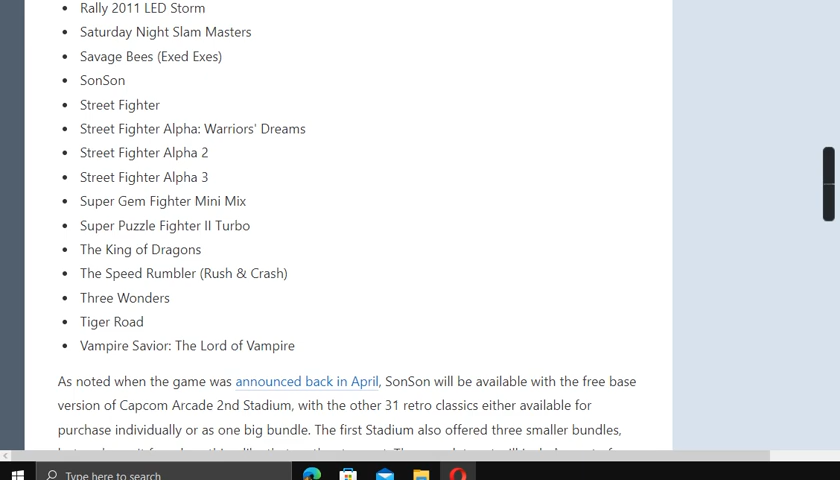 Rally 2011 LED Storm
Saturday Night Slam Masters
Savage Bees (Exed Exes)
SonSon
Street Fighter
Street Fighter Alpha: Warriors' Dreams
Street Fighter Alpha 2
Street Fighter Alpha 3
Super Gem Fighter Mini Mix
Super Puzzle Fighter II Turbo
The King of Dragons
The Speed Rumbler (Rush & Crash)
Three Wonders
Tiger Road
Vampire Savior: The Lord of Vampire
As noted when the game was announced back in April, SonSon will be available with the free base
version of Capcom Arcade 2nd Stadium, with the other 31 retro classics either available for
purchase individually or as one big bundle. The first Stadium also offered three smaller bundles,
Type here to search